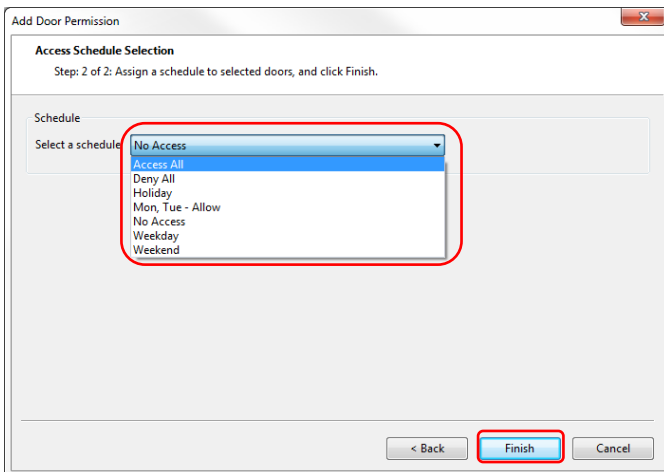 Add Door Permission
Access Schedule Selection
Step: 2 of 2: Assign a schedule to selected doors, and click Finish.
Schedule
Select a schedule No Access
Access All
Deny All
Holiday
Mon, Tue - Allow
No Access
Weekday
Weekend
< Back Finish Cancel